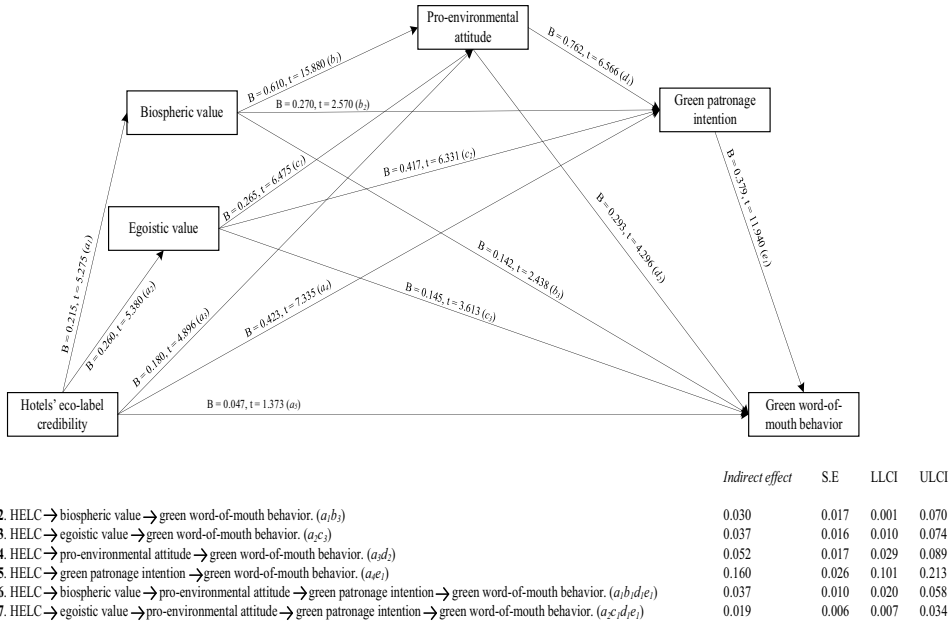 Pro-environmental
attitude
B = 0.762, t = 6.566 (d1)
B = 0.610, t = 15.880 (b1)
Green patronage
intention
Biospheric value
B = 0.270, t = 2.570 (b2)
B = 0.417, t = 6.331 (c2)
B = 0.265, t = 6.475 (c1)
B = 0.379, t = 11.940 (e1)
Egoistic value
B = 0.293, t = 4.296 (d2)
B = 0.215, t = 5.275 (a1)
B = 0.142, t = 2.438 (b3)
B = 0.260, t = 5.380 (a2)
B = 0.145, t = 3.613 (c3)
B = 0.423, t = 7.335 (a4)
B = 0.180, t = 4.896 (a3)
Hotels' eco-label
credibility
B = 0.047, t = 1.373 (a5)
Green word-of-
mouth behavior
Indirect effect S.E LLCI ULCI
2. HELC → biospheric value → green word-of-mouth behavior. (a1b3) 0.030 0.017 0.001 0.070
3. HELC → egoistic value → green word-of-mouth behavior. (a2c3) 0.037 0.016 0.010 0.074
4. HELC → pro-environmental attitude → green word-of-mouth behavior. (a3d2) 0.052 0.017 0.029 0.089
5. HELC → green patronage intention → green word-of-mouth behavior. (a4e1) 0.160 0.026 0.101 0.213
6. HELC → biospheric value → pro-environmental attitude → green patronage intention → green word-of-mouth behavior. (a1b1d1e1) 0.037 0.010 0.020 0.058
7. HELC → egoistic value → pro-environmental attitude → green patronage intention → green word-of-mouth behavior. (a2c1d1e1) 0.019 0.006 0.007 0.034